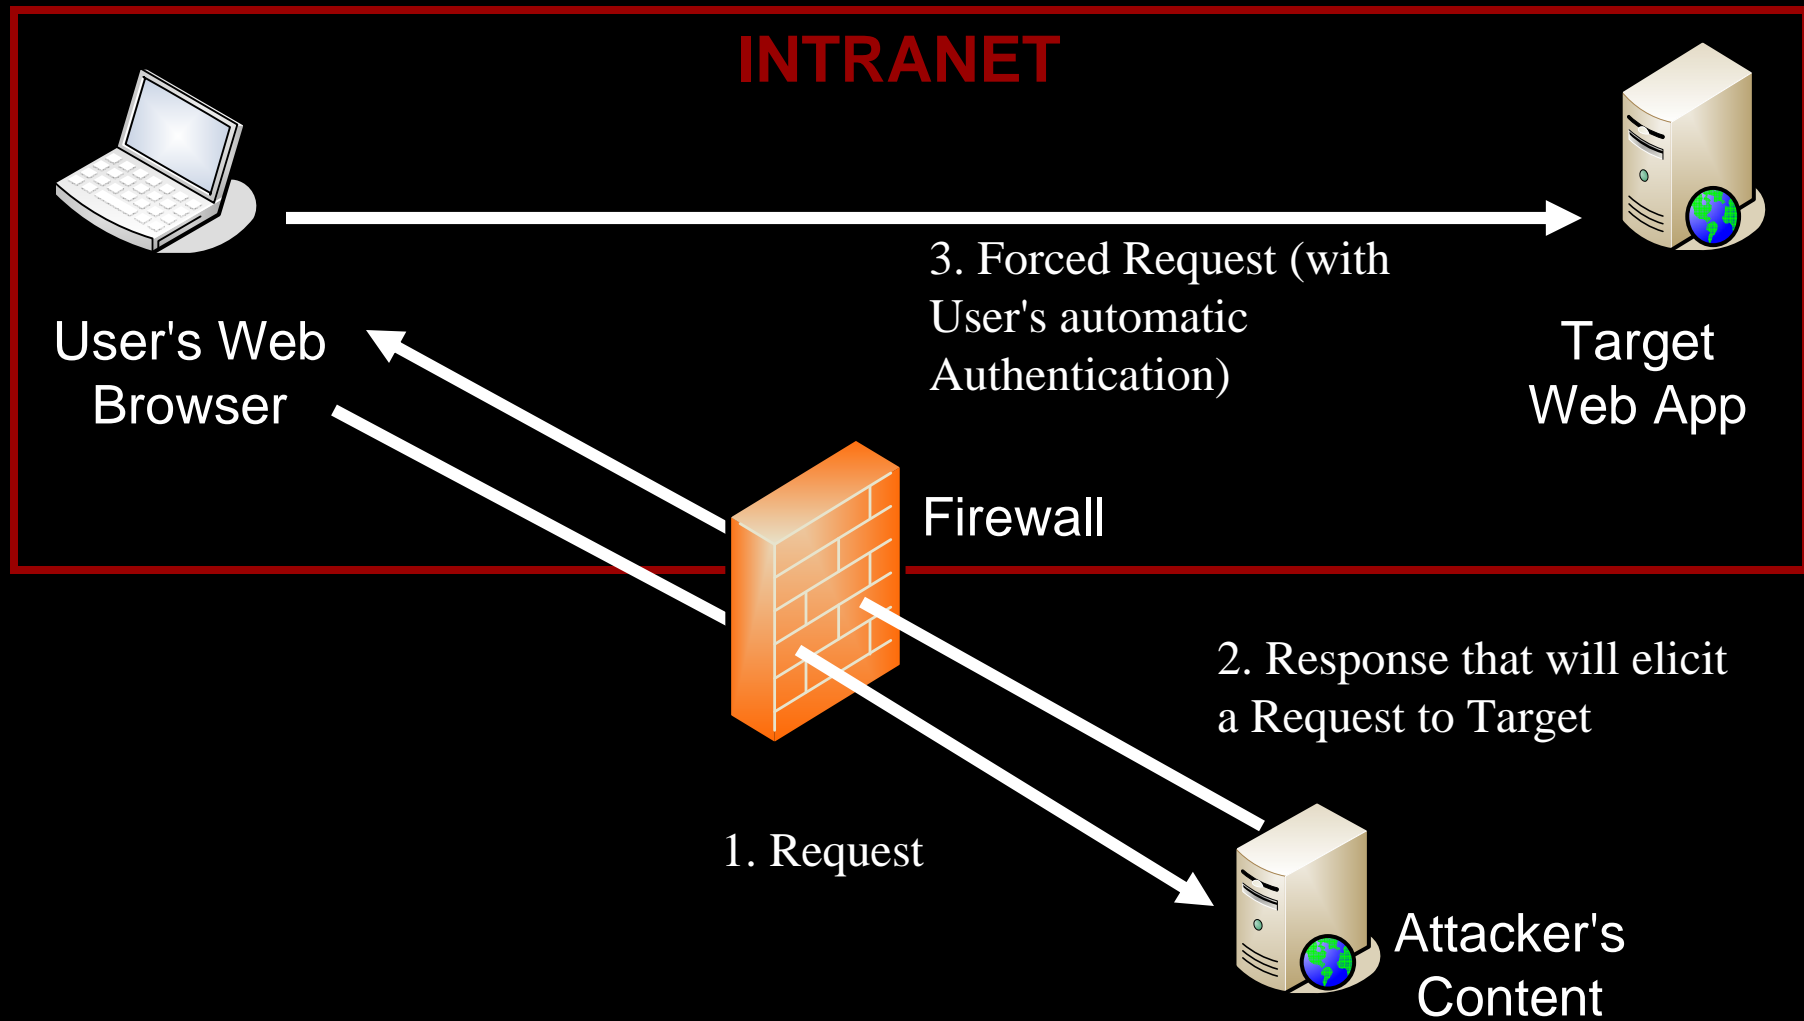 INTRANET
3. Forced Request (with
User's automatic
Authentication)
User's Web
Browser
Target
Web App
Firewall
2. Response that will elicit
a Request to Target
1. Request
Attacker's
Content